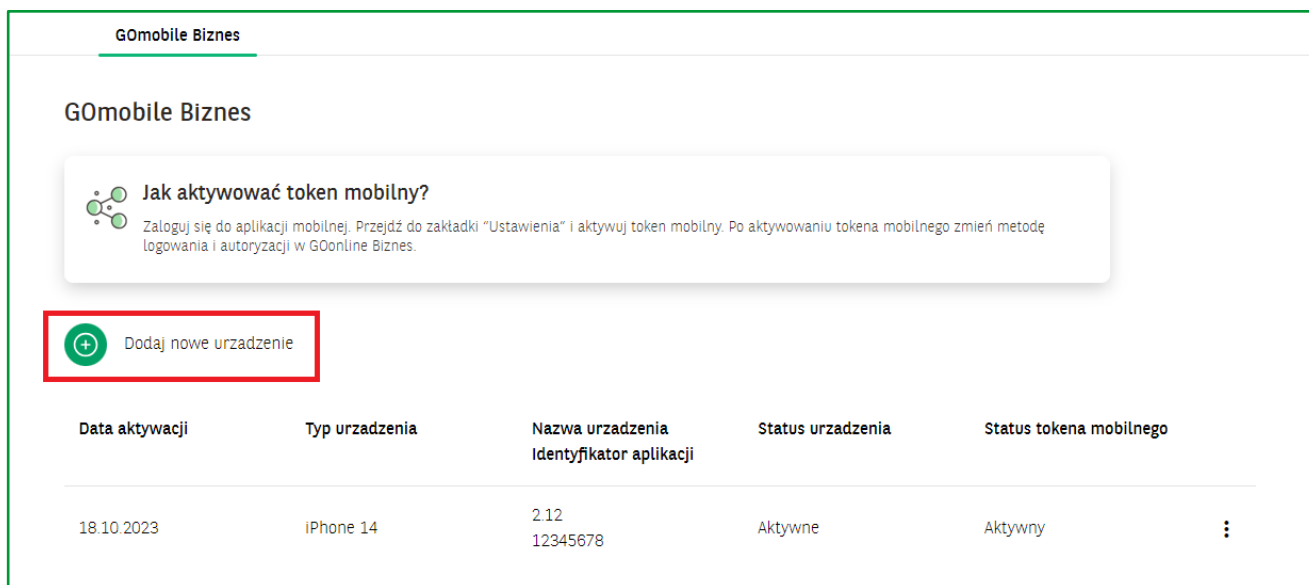 GOmobile Biznes
GOmobile Biznes
Jak aktywować token mobilny?
Zaloguj się do aplikacji mobilnej. Przejdź do zakładki “Ustawienia” i aktywuj token mobilny. Po aktywowaniu tokena mobilnego zmień metodę
logowania i autoryzacji w GOonline Biznes.
Dodaj nowe urzadzenie
Data aktywacji Typ urzadzenia Nazwa urzadzenia Status urzadzenia Status tokena mobilnego
Identyfikator aplikacji
18.10.2023 iPhone 14 2.12 Aktywne Aktywny
12345678